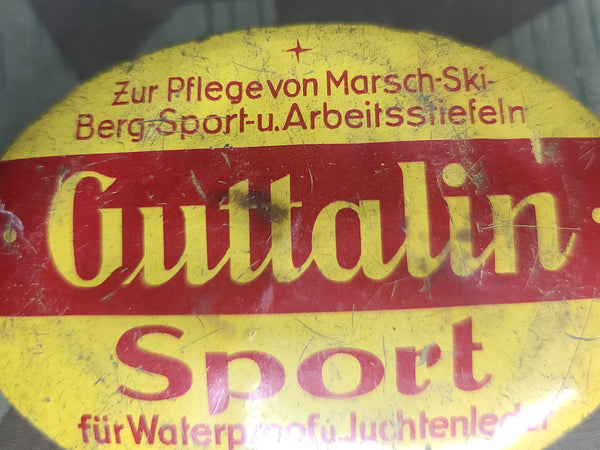 Zur Pflege von Marsch-Ski-
Berg-Sport-u. Arbeitsstiefeln
Guttalin
Sport
für Waterproof u. Juchtenleder